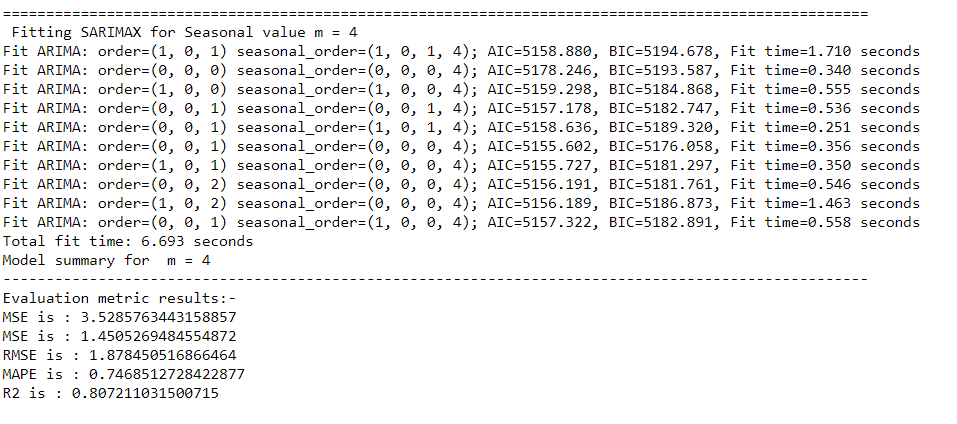 ====================================================================================================
Fitting SARIMAX for Seasonal value m = 4
Fit ARIMA: order=(1, 0, 1) seasonal_order=(1, 0, 1, 4); AIC=5158.880, BIC=5194.678, Fit time=1.710 seconds
Fit ARIMA: order=(0, 0, 0) seasonal_order=(0, 0, 0, 4); AIC=5178.246, BIC=5193.587, Fit time=0.340 seconds
Fit ARIMA: order=(1, 0, 0) seasonal_order=(1, 0, 0, 4); AIC=5159.298, BIC=5184.868, Fit time=0.555 seconds
Fit ARIMA: order=(0, 0, 1) seasonal_order=(0, 0, 1, 4); AIC=5157.178, BIC=5182.747, Fit time=0.536 seconds
Fit ARIMA: order=(0, 0, 1) seasonal_order=(1, 0, 1, 4); AIC=5158.636, BIC=5189.320, Fit time=0.251 seconds
Fit ARIMA: order=(0, 0, 1) seasonal_order=(0, 0, 0, 4); AIC=5155.602, BIC=5176.058, Fit time=0.356 seconds
Fit ARIMA: order=(1, 0, 1) seasonal_order=(0, 0, 0, 4); AIC=5155.727, BIC=5181.297, Fit time=0.350 seconds
Fit ARIMA: order=(0, 0, 2) seasonal_order=(0, 0, 0, 4); AIC=5156.191, BIC=5181.761, Fit time=0.546 seconds
Fit ARIMA: order=(1, 0, 2) seasonal_order=(0, 0, 0, 4); AIC=5156.189, BIC=5186.873, Fit time=1.463 seconds
Fit ARIMA: order=(0, 0, 1) seasonal_order=(1, 0, 0, 4); AIC=5157.322, BIC=5182.891, Fit time=0.558 seconds
Total fit time: 6.693 seconds
Model summary for  m = 4
----------------------------------------------------------------------------------------------------
Evaluation metric results:-
MSE is : 3.5285763443158857
MSE is : 1.4505269484554872
RMSE is : 1.878450516866464
MAPE is : 0.7468512728422877
R2 is : 0.807211031500715